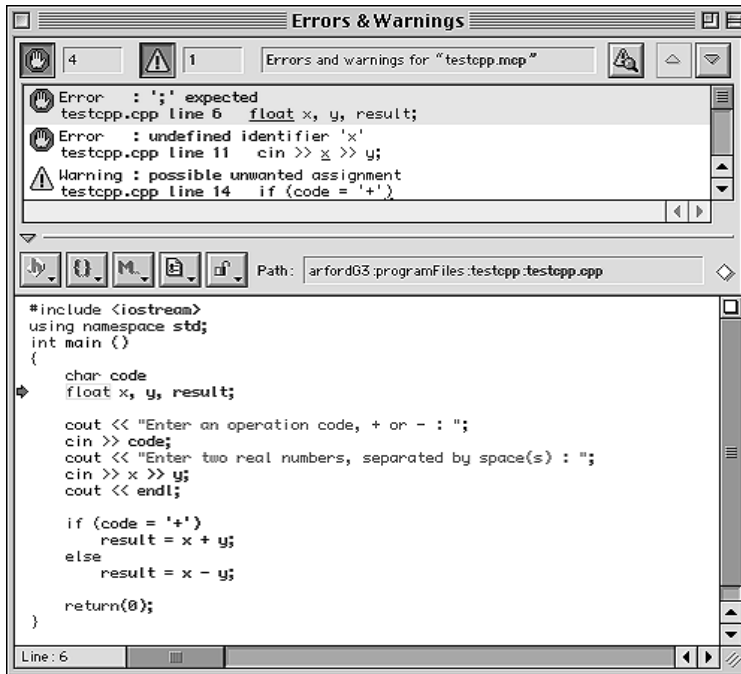 Errors & Warnings
4
1
Errors and warnings for “testcpp.mcp”
Error : ';' expected
testcpp.cpp line 6 float x, y, result;
Error : undefined identifier 'x'
testcpp.cpp line 11 cin >> x >> y;
Warning : possible unwanted assignment
testcpp.cpp line 14 if (code = '+')
Path: arfordG3:programFiles:testcpp:testcpp.cpp
#include <iostream>
using namespace std;
int main ()
{
char code
float x, y, result;
cout << "Enter an operation code, + or - : ";
cin >> code;
cout << "Enter two real numbers, separated by space(s) : ";
cin >> x >> y;
cout << endl;
if (code = '+')
result = x + y;
else
result = x - y;
return(0);
}
Line: 6